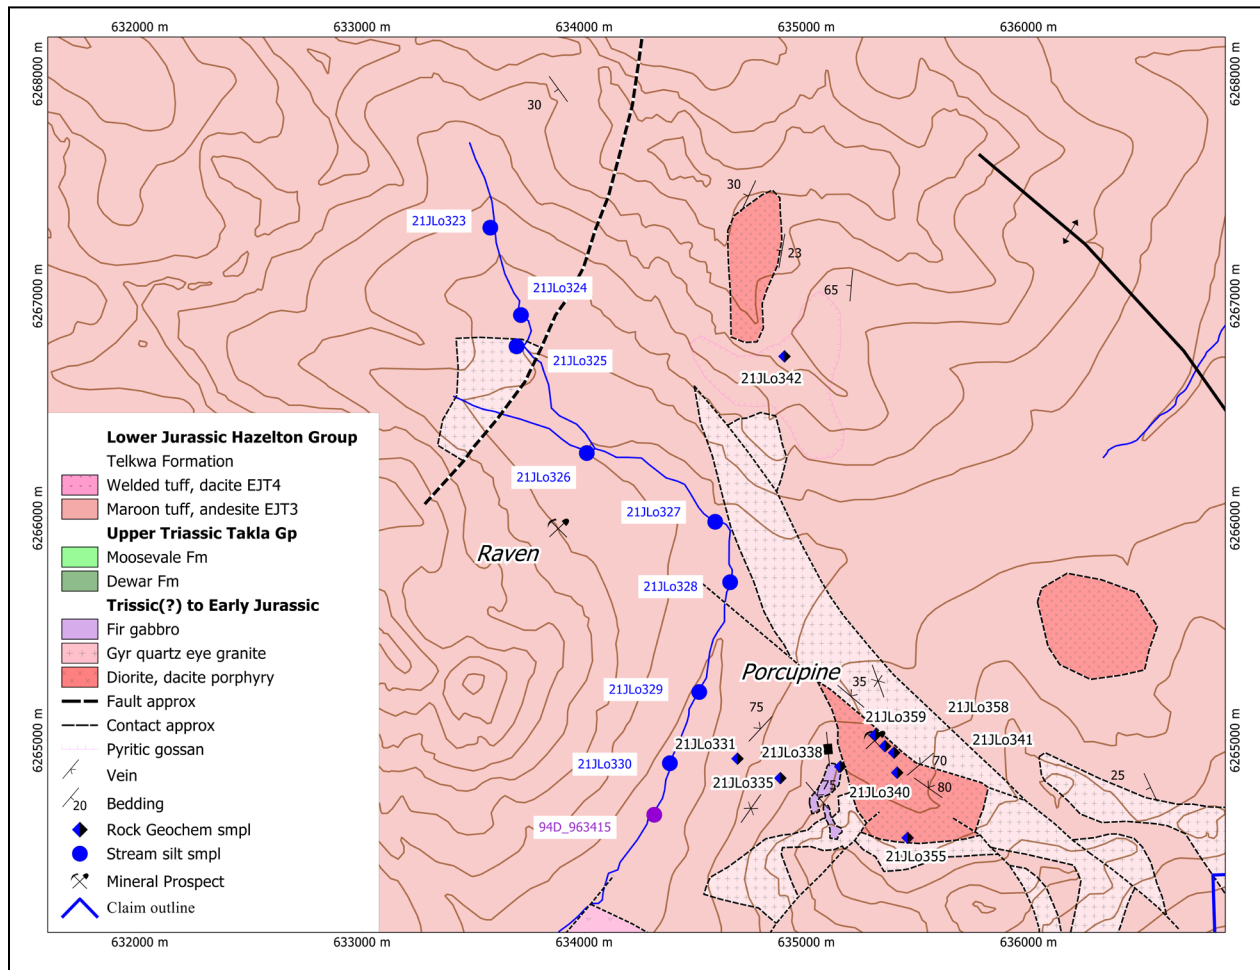 632000 m
633000 m
634000 m
635000 m
636000 m
6268000 m
6268000 m
30
30
21JLo323
23
65
21JLo324
6267000 m
6267000 m
21JLo325
21JLo342
21JLo326
21JLo327
6266000 m
6266000 m
Raven
21JLo328
Porcupine
35
21JLo329
21JLo358
21JLo359
75
21JLo331
21JLo338
21JLo341
6265000 m
6265000 m
21JLo330
70
21JLo335
75
21JLo340
80
25
94D_963415
21JLo355
Lower Jurassic Hazelton Group
Telkwa Formation
Welded tuff, dacite EJT4
Maroon tuff, andesite EJT3
Upper Triassic Takla Gp
Moosevale Fm
Dewar Fm
Trissic(?) to Early Jurassic
Fir gabbro
Gyr quartz eye granite
Diorite, dacite porphyry
Fault approx
Contact approx
Pyritic gossan
Vein
20 Bedding
Rock Geochem smpl
Stream silt smpl
Mineral Prospect
Claim outline
632000 m
633000 m
634000 m
635000 m
636000 m